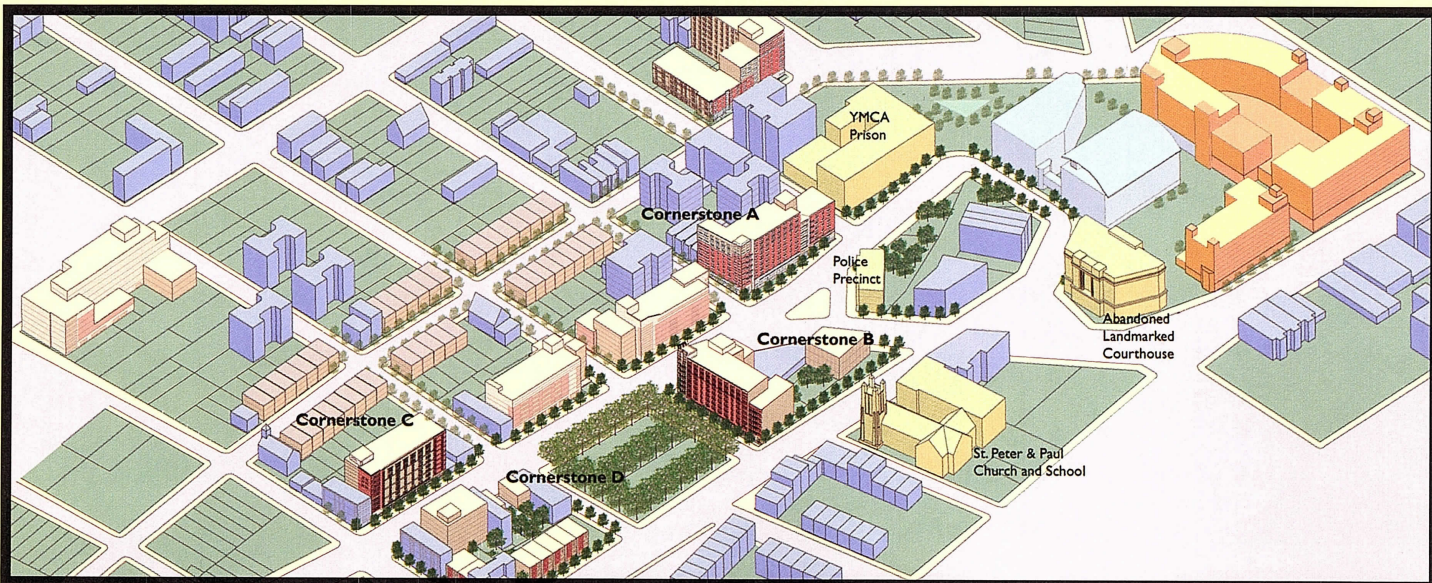 YMCA
Prison
Cornerstone A
Police
Precinct
Abandoned
Landmarked
Courthouse
Cornerstone B
Cornerstone C
Cornerstone D
St. Peter & Paul
Church and School